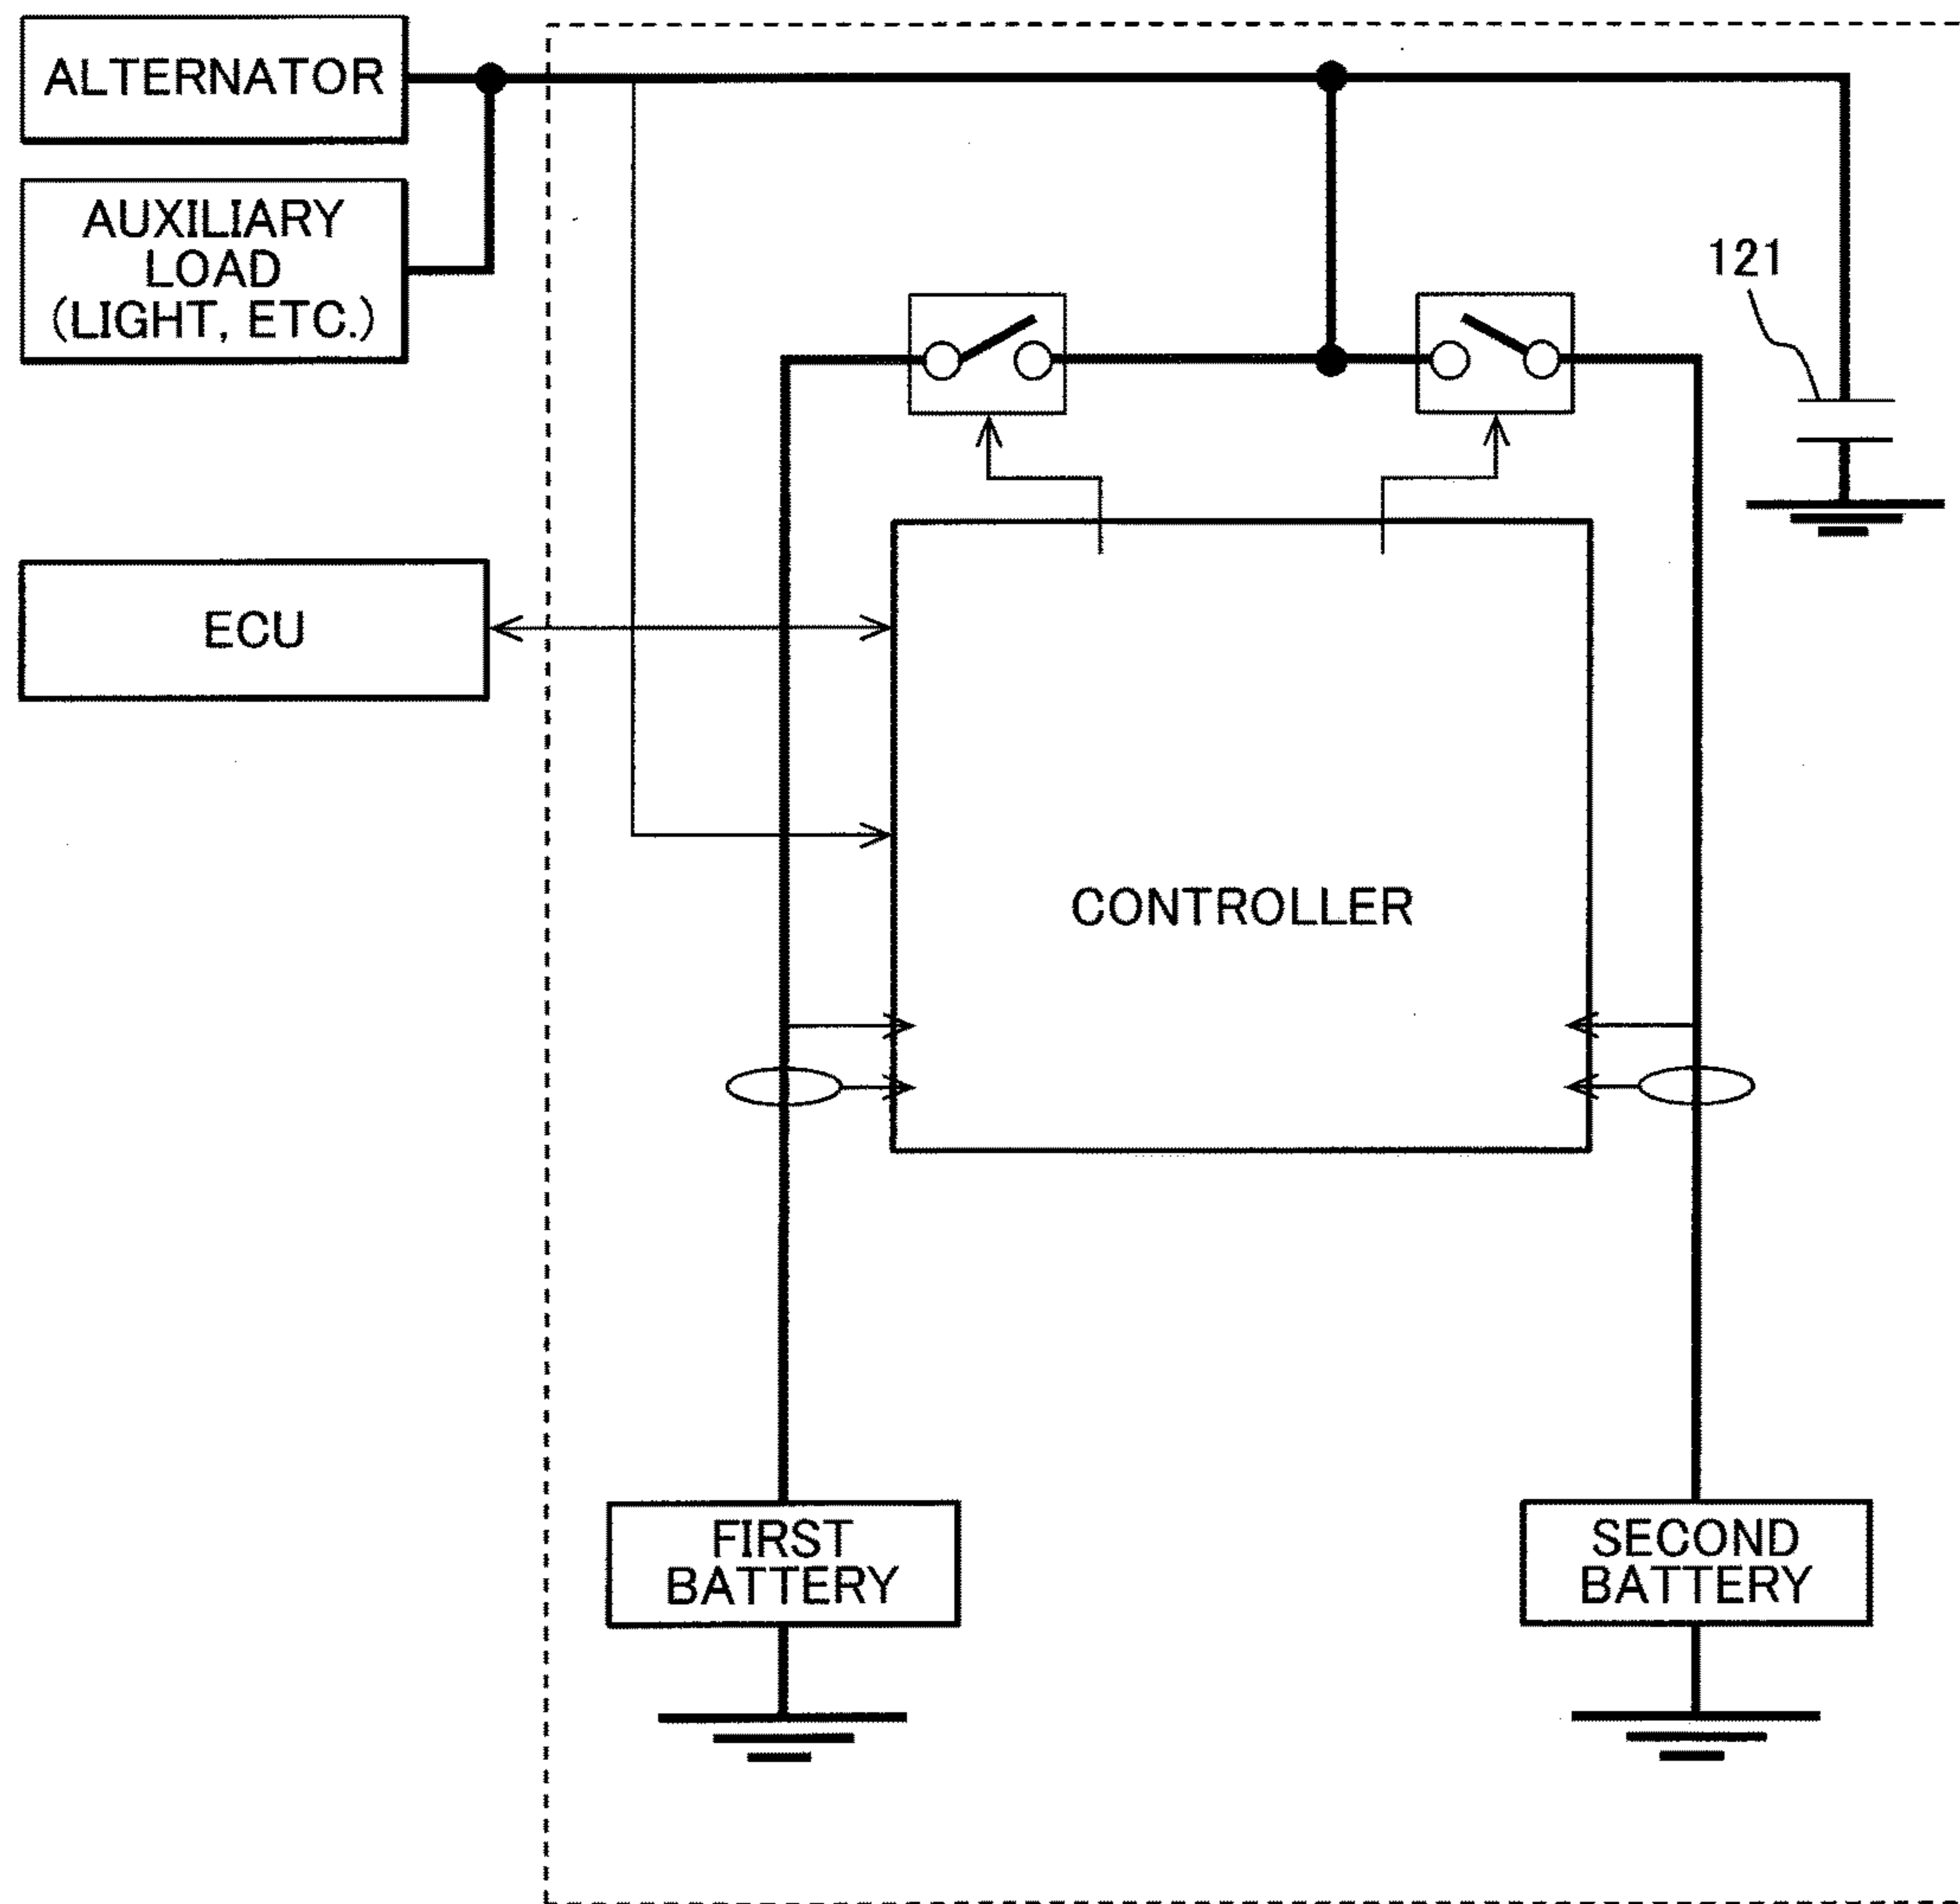 ALTERNATOR
AUXILIARY
LOAD
(LIGHT, ETC.)
121
ECU
CONTROLLER
FIRST
BATTERY
SECOND
BATTERY